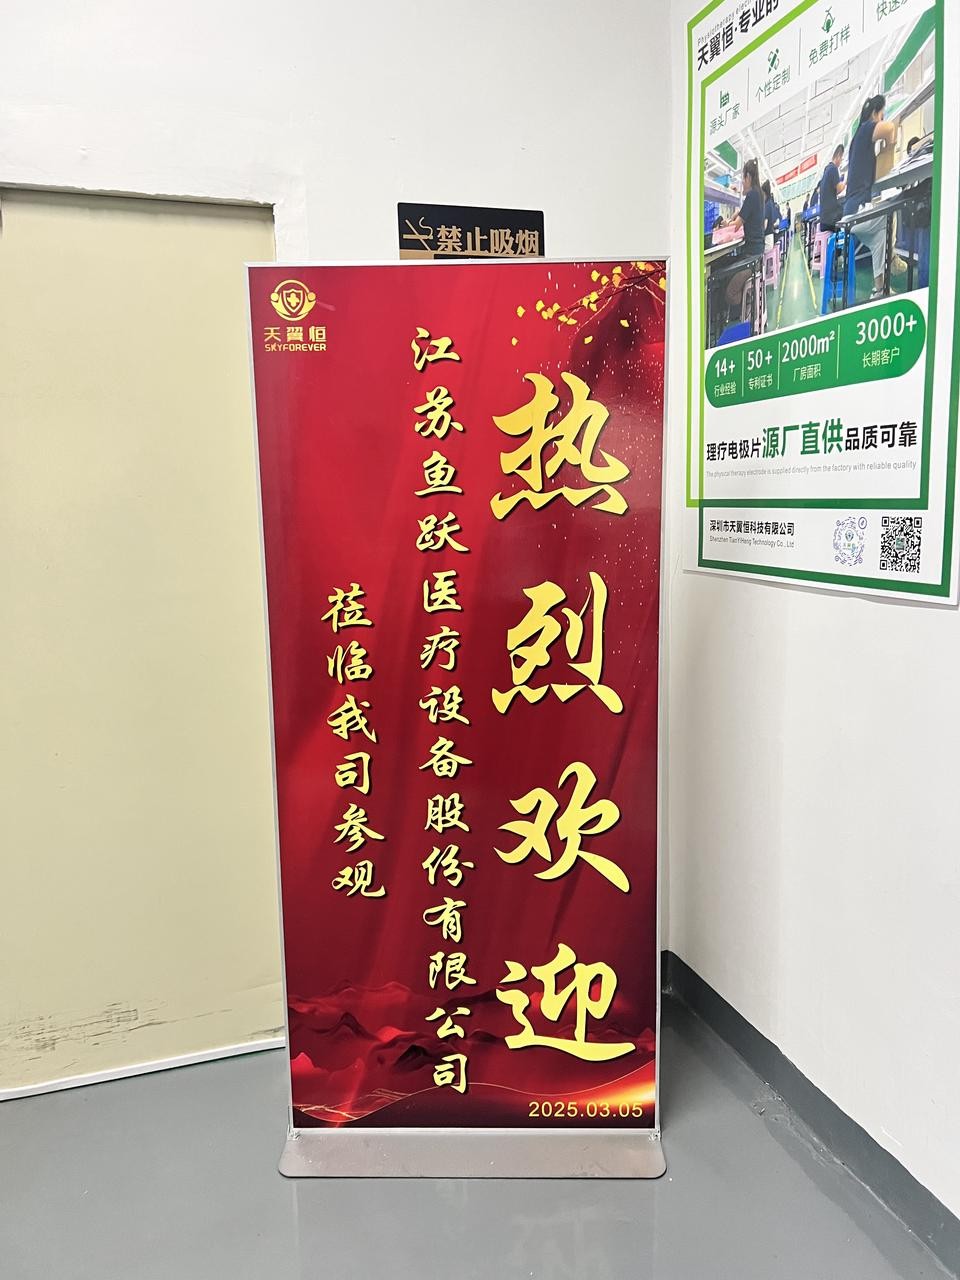 禁止吸烟
天翼恒
SKYFOREVER
热烈欢迎
江苏鱼跃医疗设备股份有限公司
莅临我司参观
2025.03.05
天翼恒·专业的
源头厂家
个性定制
免费打样
14+
行业经验
50+
专利证书
2000m²
厂房面积
3000+
长期客户
理疗电极片源厂直供品质可靠
The physical therapy electrode is supplied directly from the factory with reliable quality
深圳市天翼恒科技有限公司
Shenzhen TianYiHeng Technology Co., Ltd